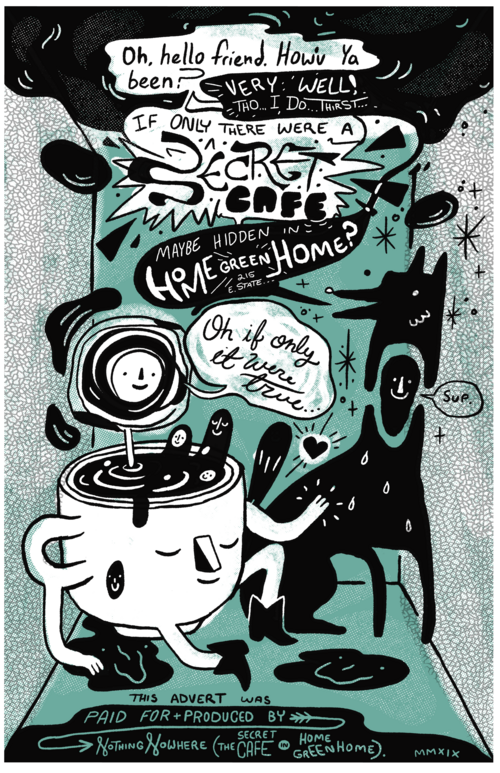 Oh, hello friend. How'v Ya
been?
VERY WELL!
THO... I DO... THIRST...
IF ONLY THERE WERE A
SECRET
CAFE
MAYBE HIDDEN IN
HOME GREEN HOME?
215
E. STATE...
Oh if only
it were
true...
Sup.
THIS ADVERT WAS
PAID FOR + PRODUCED BY
NOTHING NOWHERE (THE SECRET CAFE IN HOME GREEN HOME).
MMXIX